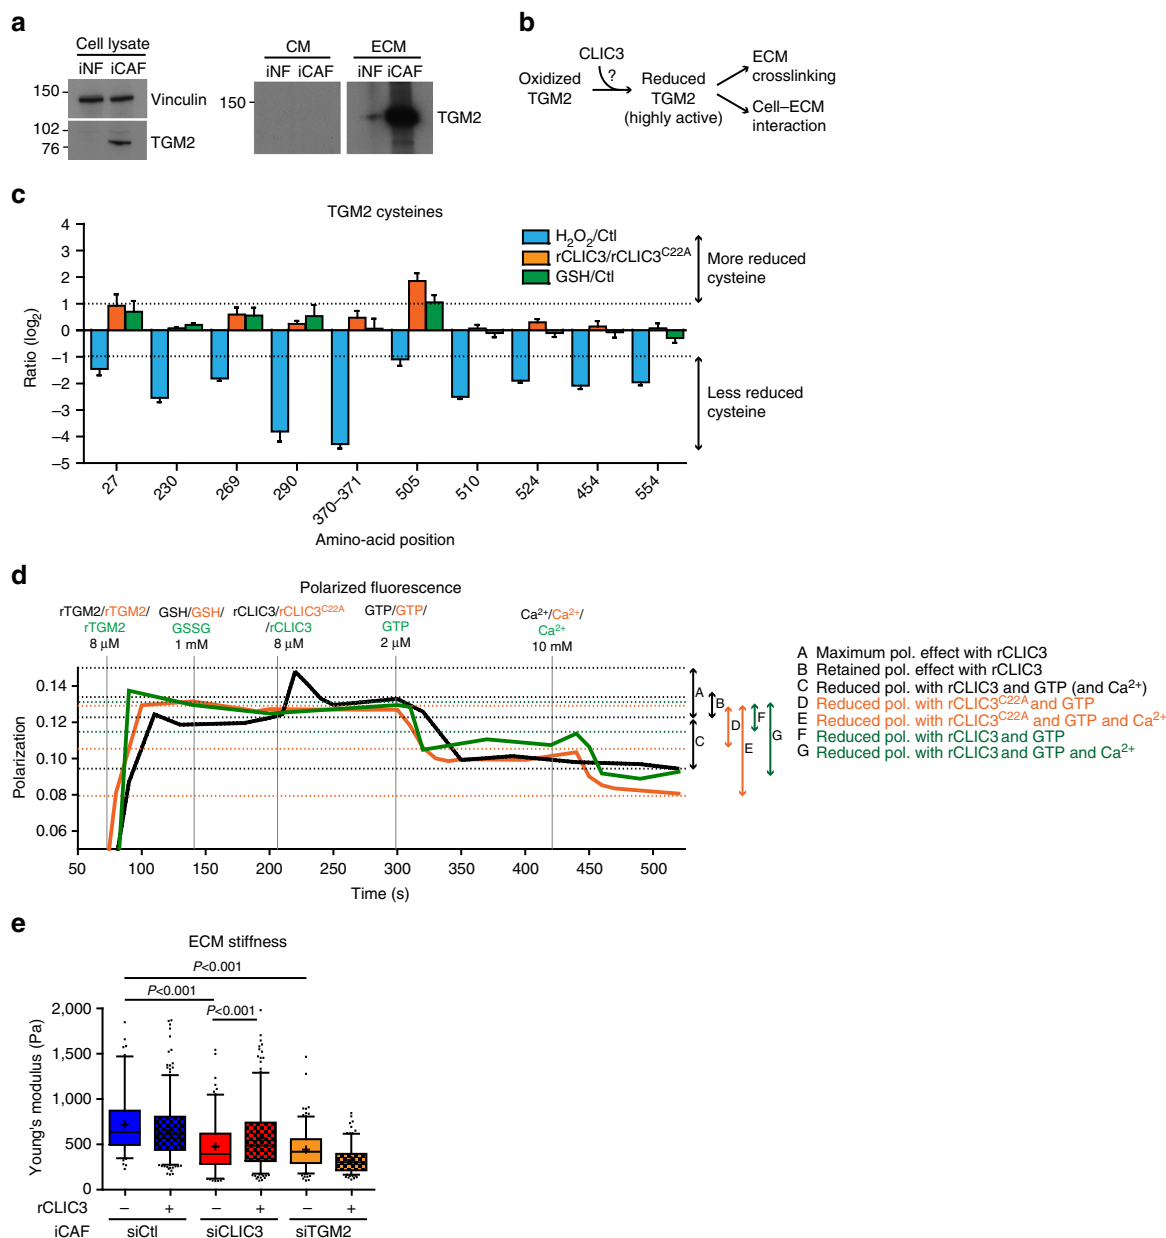 a
Cell lysate
iNF iCAF
150
Vinculin
102
76
TGM2
CM
ECM
iNF iCAF
iNF iCAF
150
TGM2
b
CLIC3
?
Oxidized
TGM2
Reduced
TGM2
(highly active)
ECM
crosslinking
Cell–ECM
interaction
c
TGM2 cysteines
H₂O₂/Ctl
rCLIC3/rCLIC3^C22A
GSH/Ctl
More reduced
cysteine
Less reduced
cysteine
Ratio (log₂)
4
3
2
1
0
–1
–2
–3
–4
–5
27
230
269
290
370–371
505
510
524
454
554
Amino-acid position
d
Polarized fluorescence
rTGM2/rTGM2/
rTGM2
8 μM
GSH/GSH/
GSSG
1 mM
rCLIC3/rCLIC3^C22A
/rCLIC3
8 μM
GTP/GTP/
GTP
2 μM
Ca²⁺/Ca²⁺/
Ca²⁺
10 mM
Polarization
0.14
0.12
0.10
0.08
0.06
50
100
150
200
250
300
350
400
450
500
Time (s)
A
B
C
D
E
F
G
A Maximum pol. effect with rCLIC3
B Retained pol. effect with rCLIC3
C Reduced pol. with rCLIC3 and GTP (and Ca²⁺)
D Reduced pol. with rCLIC3^C22A and GTP
E Reduced pol. with rCLIC3^C22A and GTP and Ca²⁺
F Reduced pol. with rCLIC3 and GTP
G Reduced pol. with rCLIC3 and GTP and Ca²⁺
e
ECM stiffness
P<0.001
P<0.001
P<0.001
Young's modulus (Pa)
2,000
1,500
1,000
500
0
rCLIC3 – + – + – +
iCAF siCtl siCLIC3 siTGM2